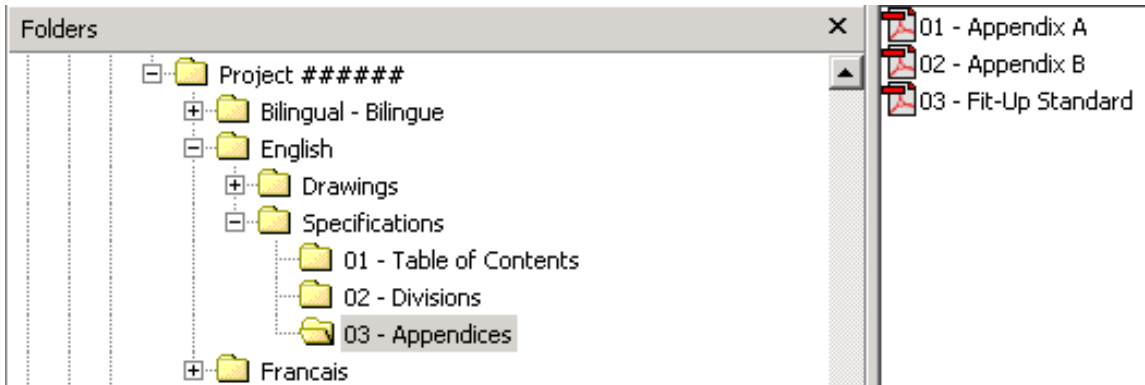 Folders
Project ######
Bilingual - Bilingue
English
Drawings
Specifications
01 - Table of Contents
02 - Divisions
03 - Appendices
Francais
01 - Appendix A
02 - Appendix B
03 - Fit-Up Standard